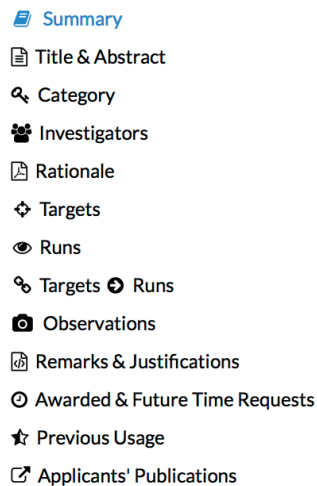 Summary
Title & Abstract
Category
Investigators
Rationale
Targets
Runs
Targets Runs
Observations
Remarks & Justifications
Awarded & Future Time Requests
Previous Usage
Applicants' Publications